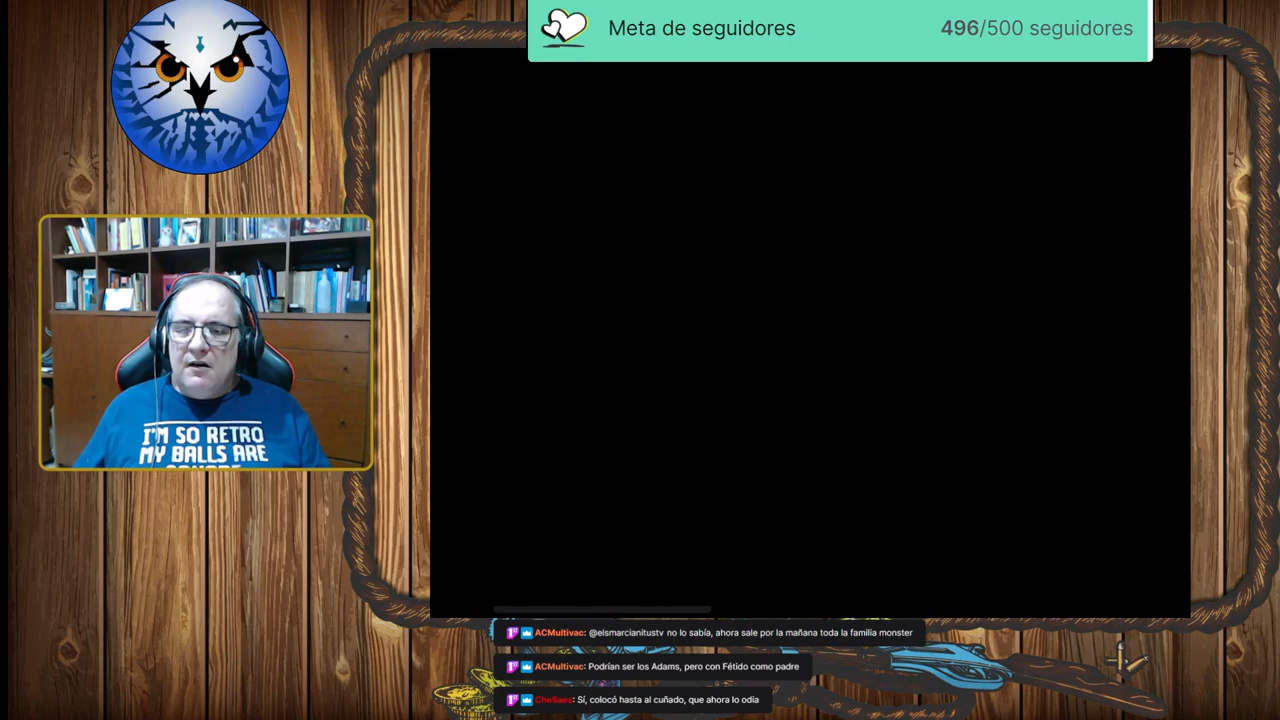 Meta de seguidores
496/500 seguidores
I'M SO RETRO
MY BALLS ARE
ACMultivac: @elsmarcianitustv no lo sabía, ahora sale por la mañana toda la familia monster
ACMultivac: Podrían ser los Adams, pero con Fétido como padre
CheSaez: Sí, colocó hasta al cuñado, que ahora lo odia